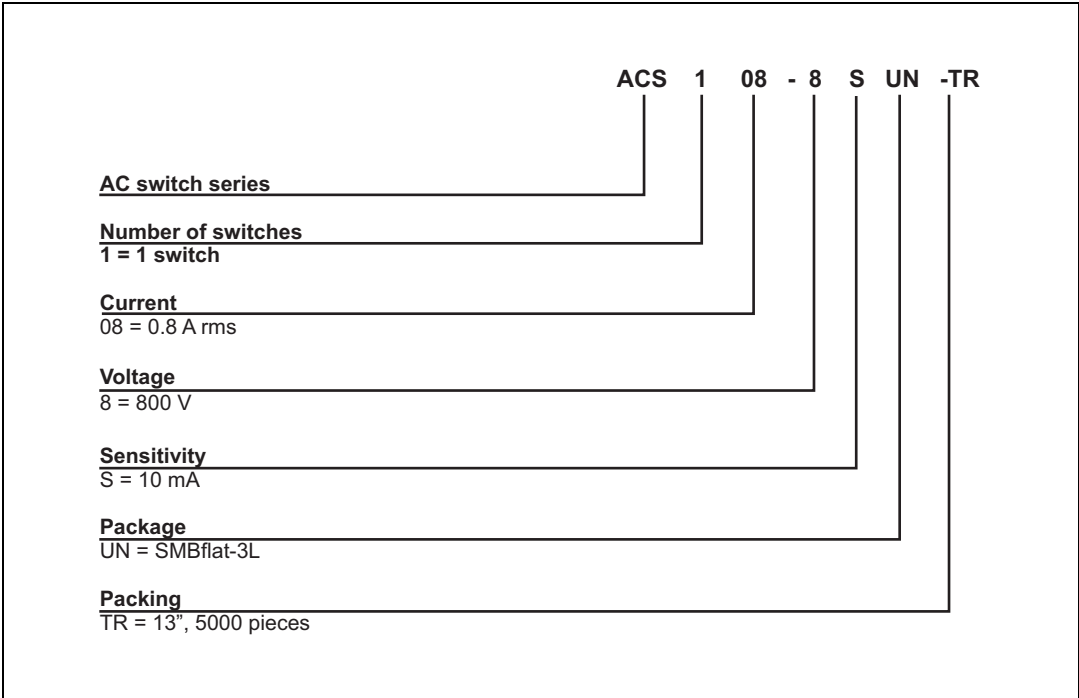 ACS 1 08 - 8 S UN -TR
AC switch series
Number of switches
1 = 1 switch
Current
08 = 0.8 A rms
Voltage
8 = 800 V
Sensitivity
S = 10 mA
Package
UN = SMBflat-3L
Packing
TR = 13”, 5000 pieces